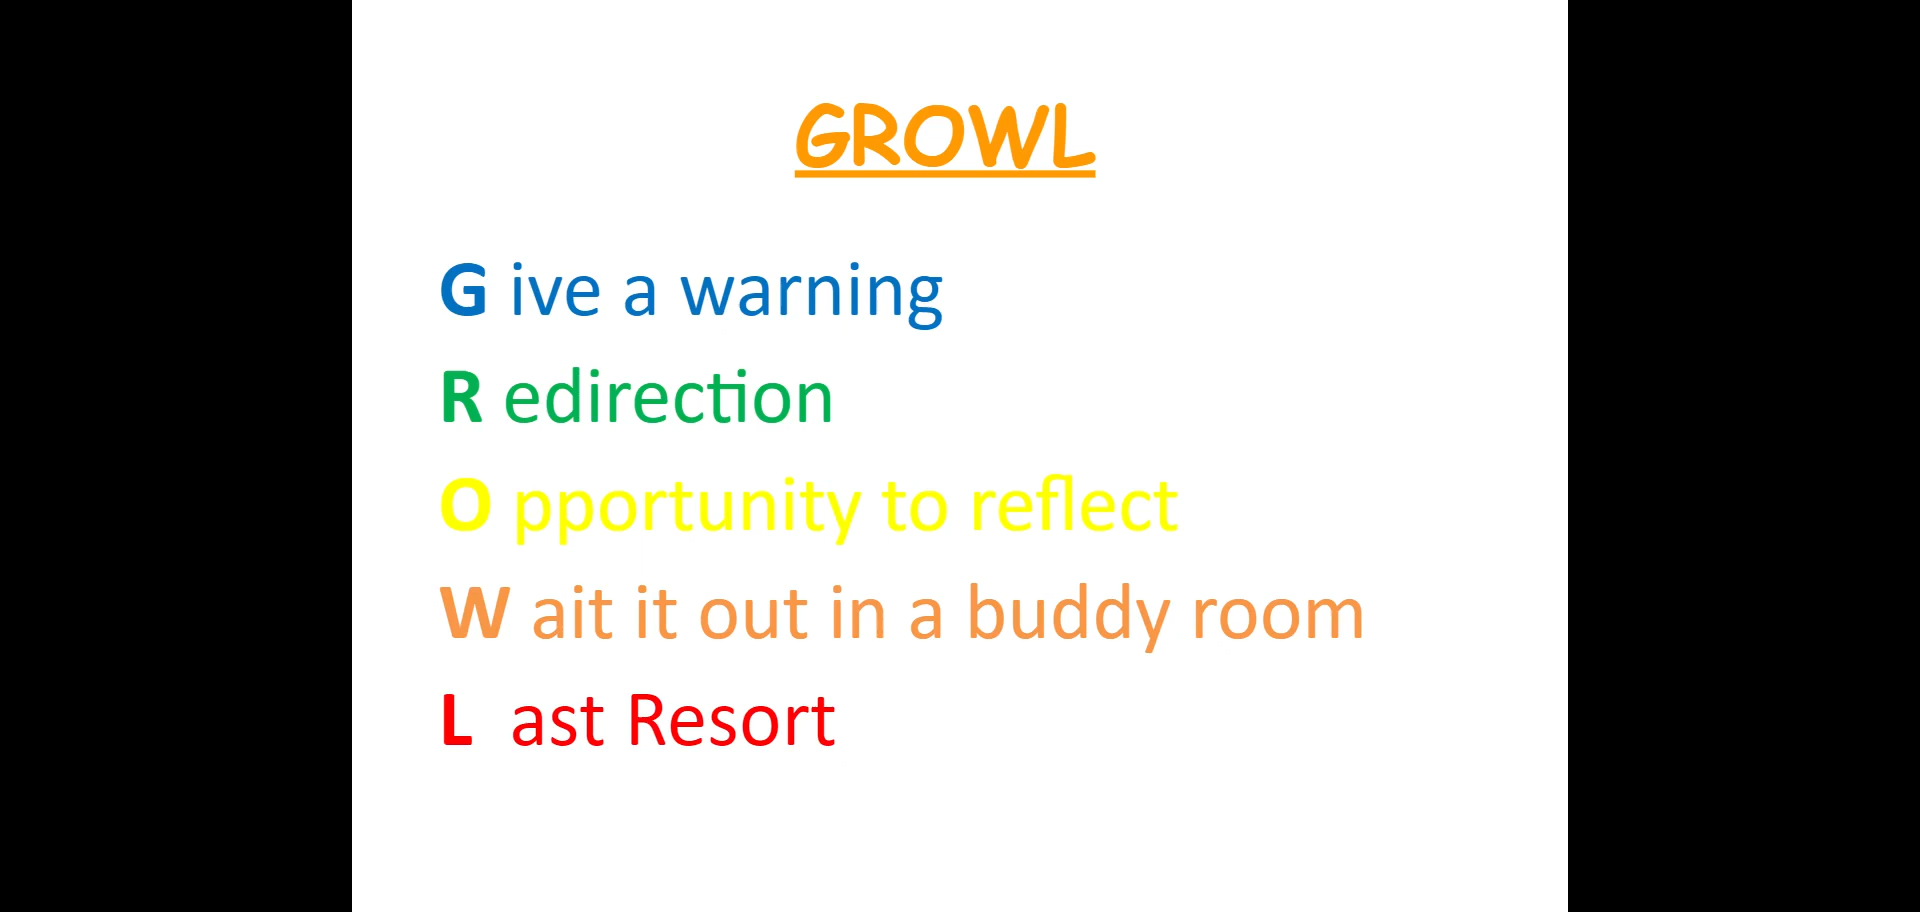 GROWL
G ive a warning
R edirection
O pportunity to reflect
W ait it out in a buddy room
L ast Resort